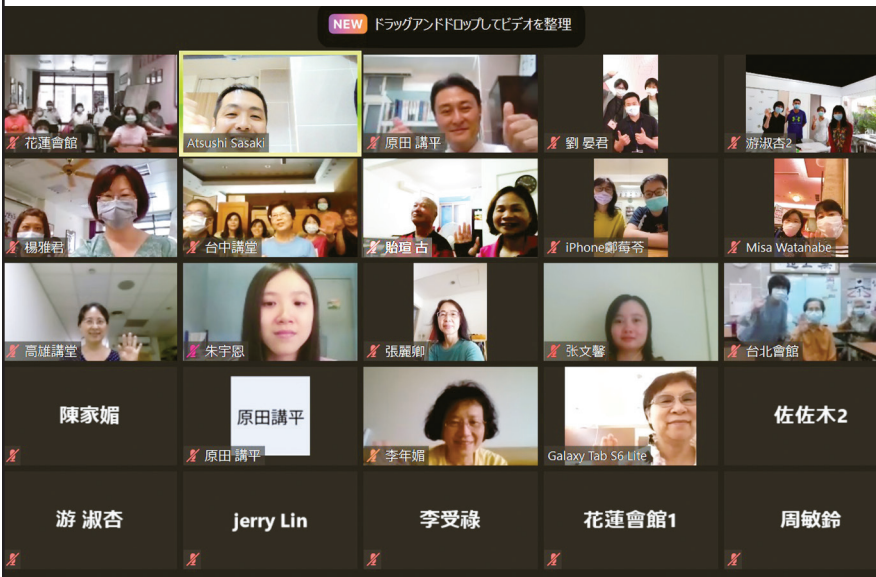 NEW ドラッグアンドドロップしてビデオを整理
花蓮會館
Atsushi Sasaki
原田 講平
劉 晏君
游淑杏2
楊雅君
台中講堂
貽瑄 古
iPhone鄭莓苓
Misa Watanabe
高雄講堂
朱宇恩
張麗卿
张文馨
台北會館
陳家媚
原田講平
原田 講平
李年媚
Galaxy Tab S6 Lite
佐佐木2
游 淑杏
jerry Lin
李受祿
花蓮會館1
周敏鈴